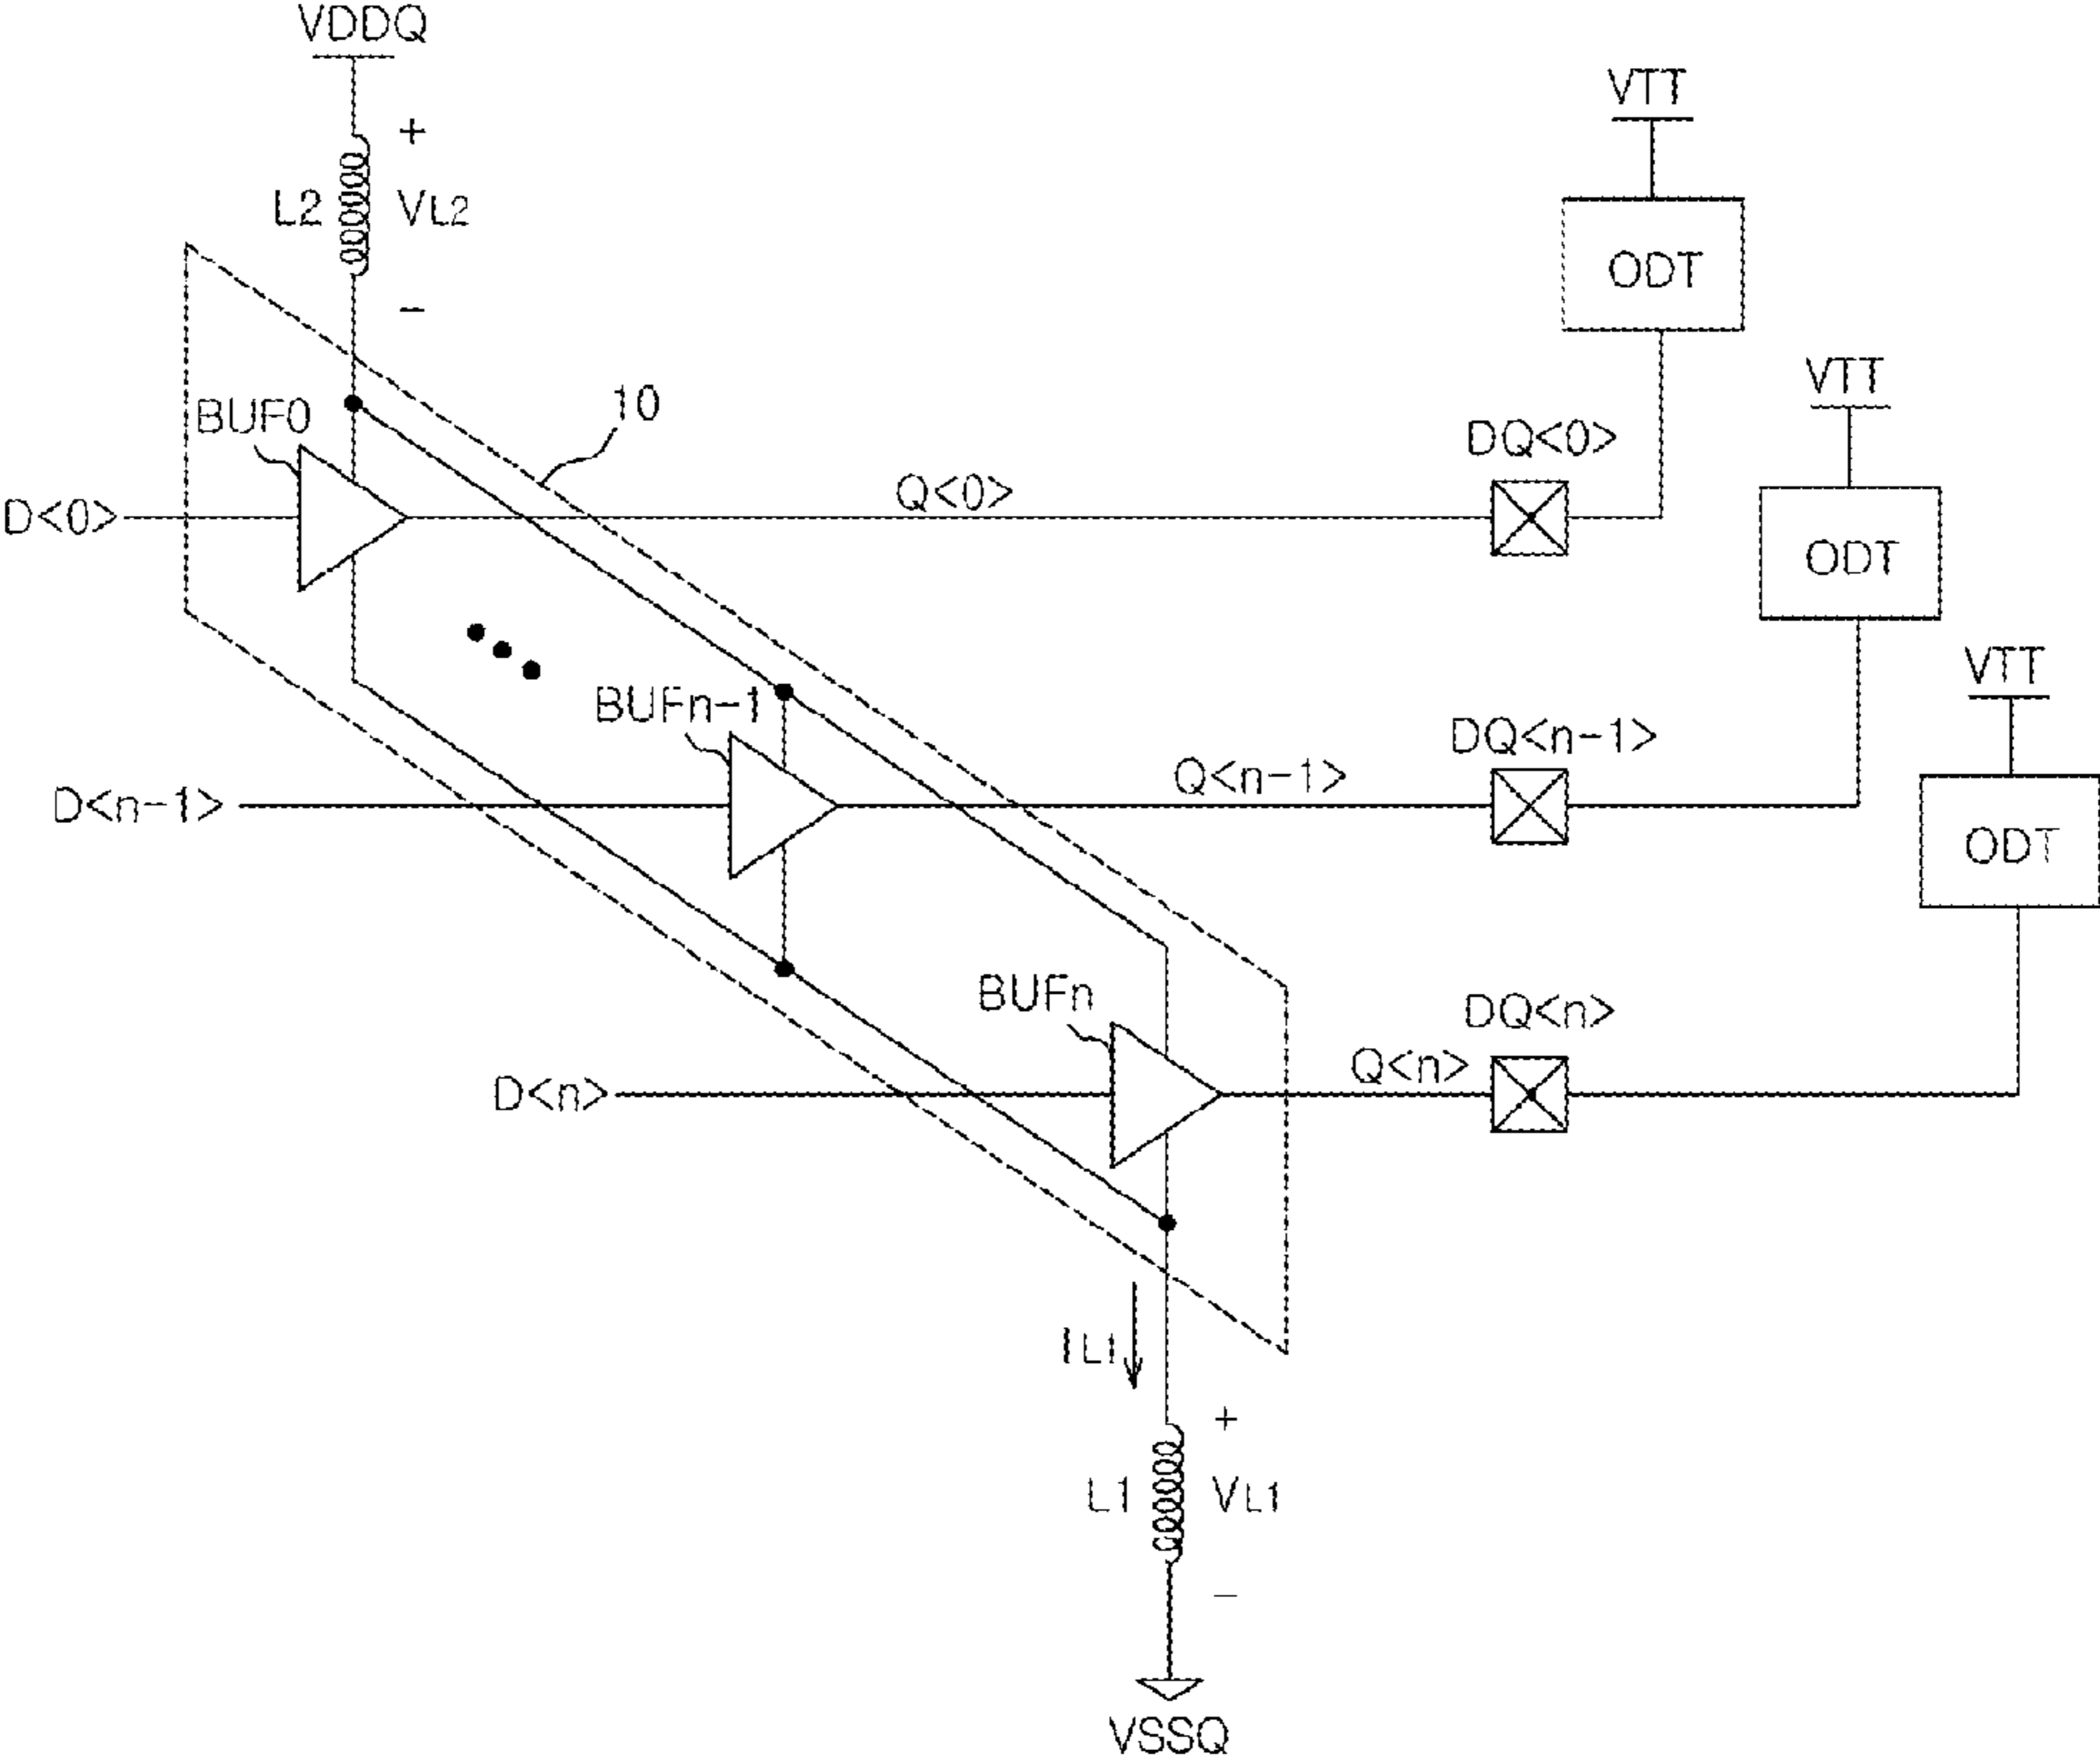 VDDQ
VTT
+
L2
VL2
ODT
-
VTT
10
BUF0
DQ<0>
Q<0>
D<0>
ODT
VTT
BUFn-1
DQ<n-1>
Q<n-1>
D<n-1>
ODT
BUFn
DQ<n>
Q<n>
D<n>
IL1
+
L1
VL1
-
VSSQ